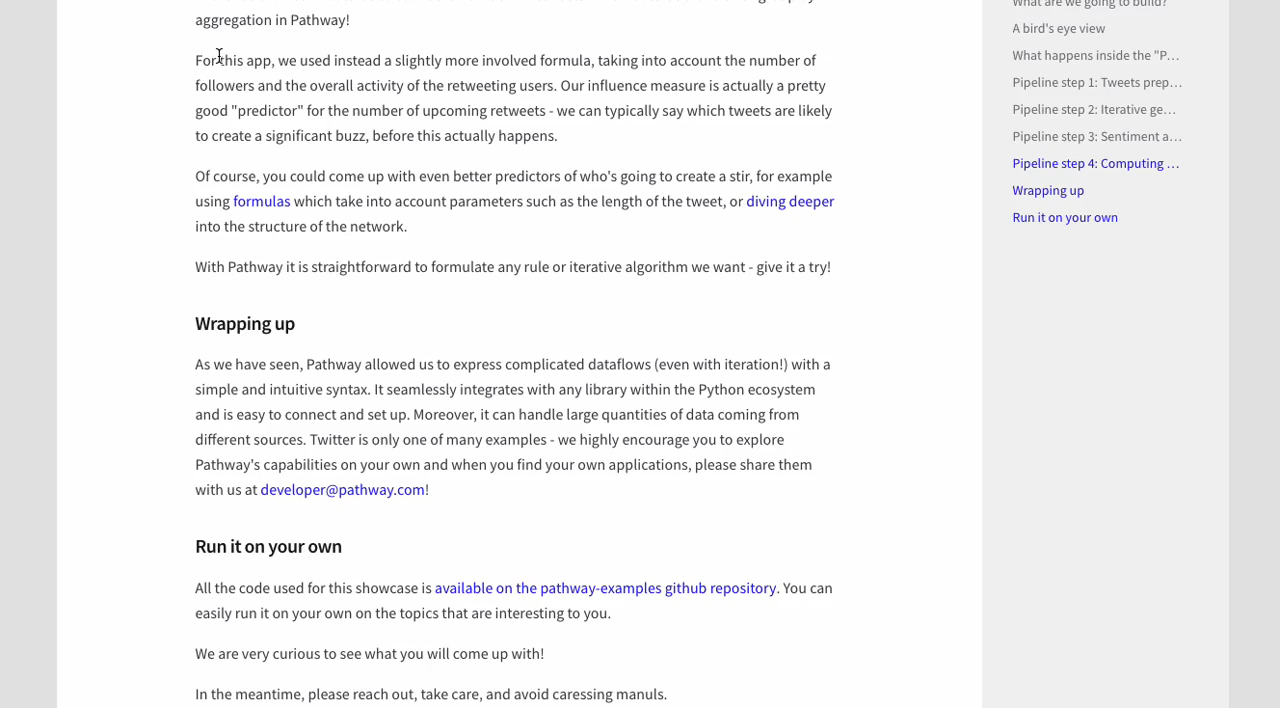 aggregation in Pathway!
For this app, we used instead a slightly more involved formula, taking into account the number of
followers and the overall activity of the retweeting users. Our influence measure is actually a pretty
good "predictor" for the number of upcoming retweets - we can typically say which tweets are likely
to create a significant buzz, before this actually happens.
Of course, you could come up with even better predictors of who's going to create a stir, for example
using formulas which take into account parameters such as the length of the tweet, or diving deeper
into the structure of the network.
With Pathway it is straightforward to formulate any rule or iterative algorithm we want - give it a try!
Wrapping up
As we have seen, Pathway allowed us to express complicated dataflows (even with iteration!) with a
simple and intuitive syntax. It seamlessly integrates with any library within the Python ecosystem
and is easy to connect and set up. Moreover, it can handle large quantities of data coming from
different sources. Twitter is only one of many examples - we highly encourage you to explore
Pathway's capabilities on your own and when you find your own applications, please share them
with us at developer@pathway.com!
Run it on your own
All the code used for this showcase is available on the pathway-examples github repository. You can
easily run it on your own on the topics that are interesting to you.
We are very curious to see what you will come up with!
In the meantime, please reach out, take care, and avoid caressing manuls.
What are we going to build?
A bird's eye view
What happens inside the "P…
Pipeline step 1: Tweets prep…
Pipeline step 2: Iterative ge…
Pipeline step 3: Sentiment a…
Pipeline step 4: Computing …
Wrapping up
Run it on your own